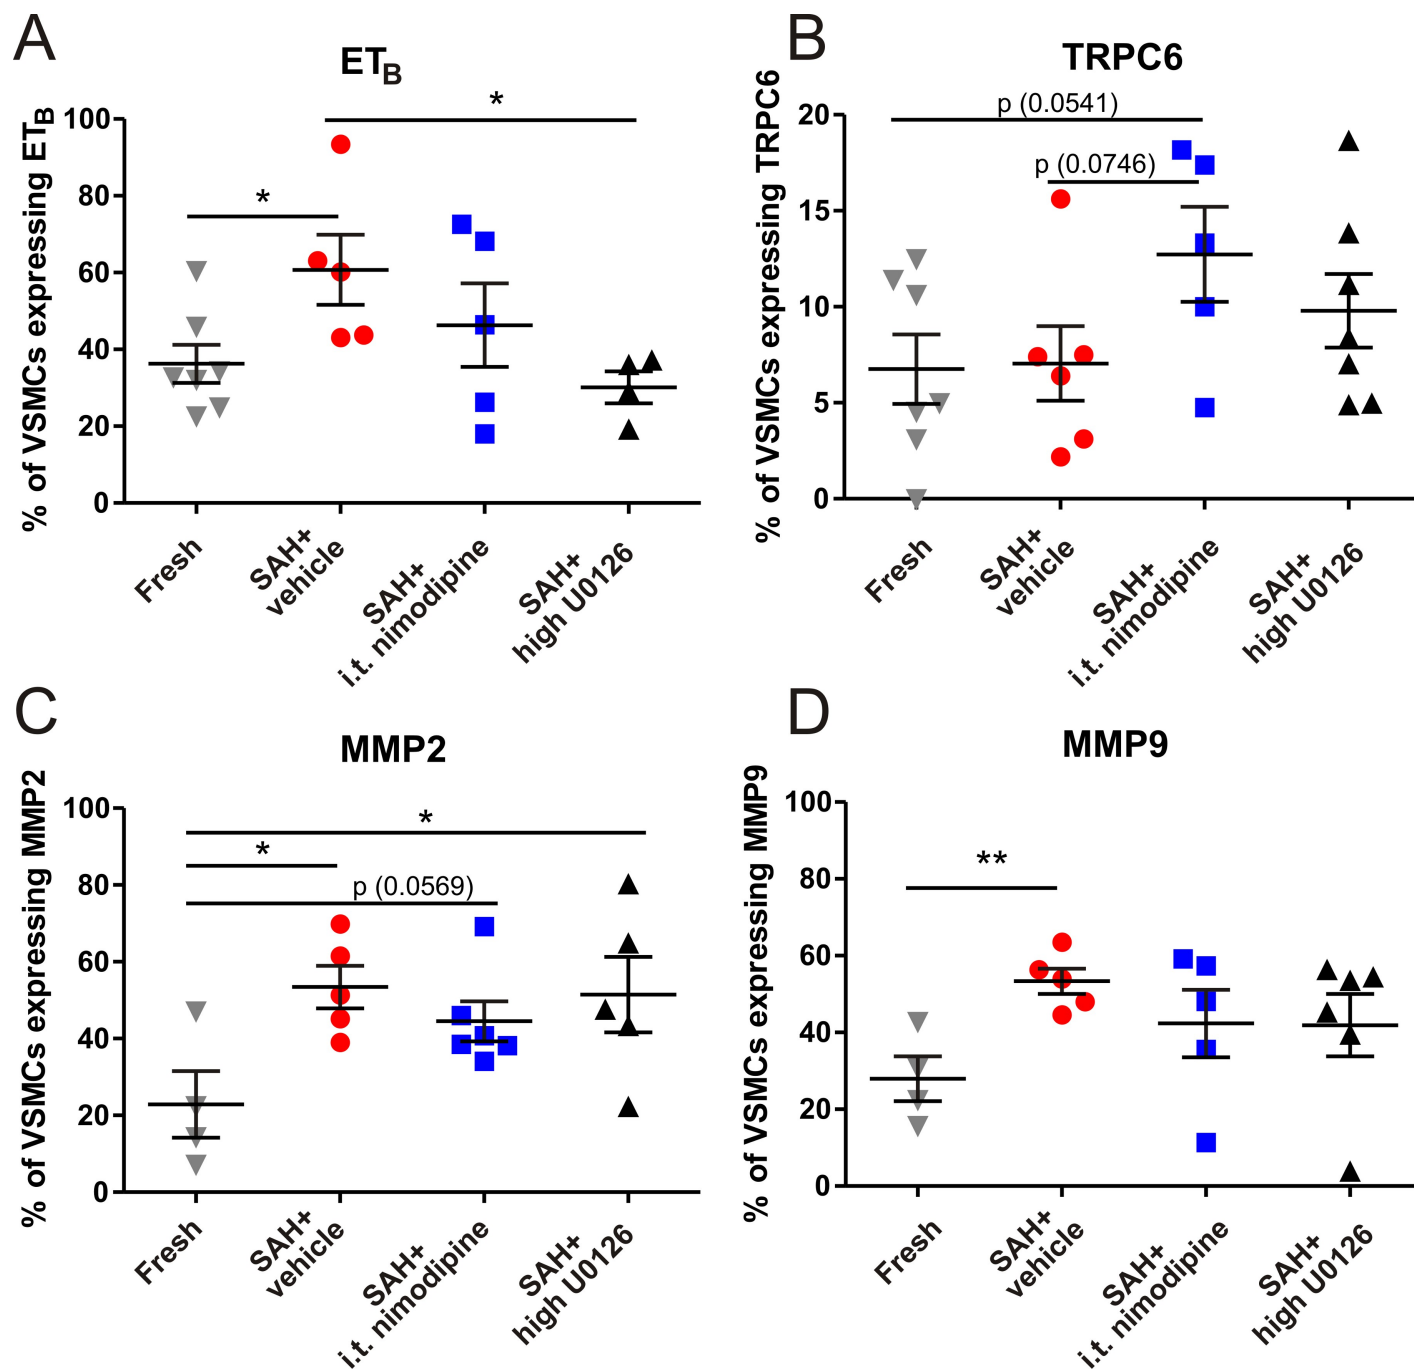 A
ETB
% of VSMCs expressing ETB
100
80
60
40
20
0
*
*
Fresh
SAH+
vehicle
SAH+
i.t. nimodipine
SAH+
high U0126
B
TRPC6
% of VSMCs expressing TRPC6
20
15
10
5
0
p (0.0541)
p (0.0746)
Fresh
SAH+
vehicle
SAH+
i.t. nimodipine
SAH+
high U0126
C
MMP2
% of VSMCs expressing MMP2
100
80
60
40
20
0
*
*
p (0.0569)
Fresh
SAH+
vehicle
SAH+
i.t. nimodipine
SAH+
high U0126
D
MMP9
% of VSMCs expressing MMP9
100
80
60
40
20
0
**
Fresh
SAH+
vehicle
SAH+
i.t. nimodipine
SAH+
high U0126